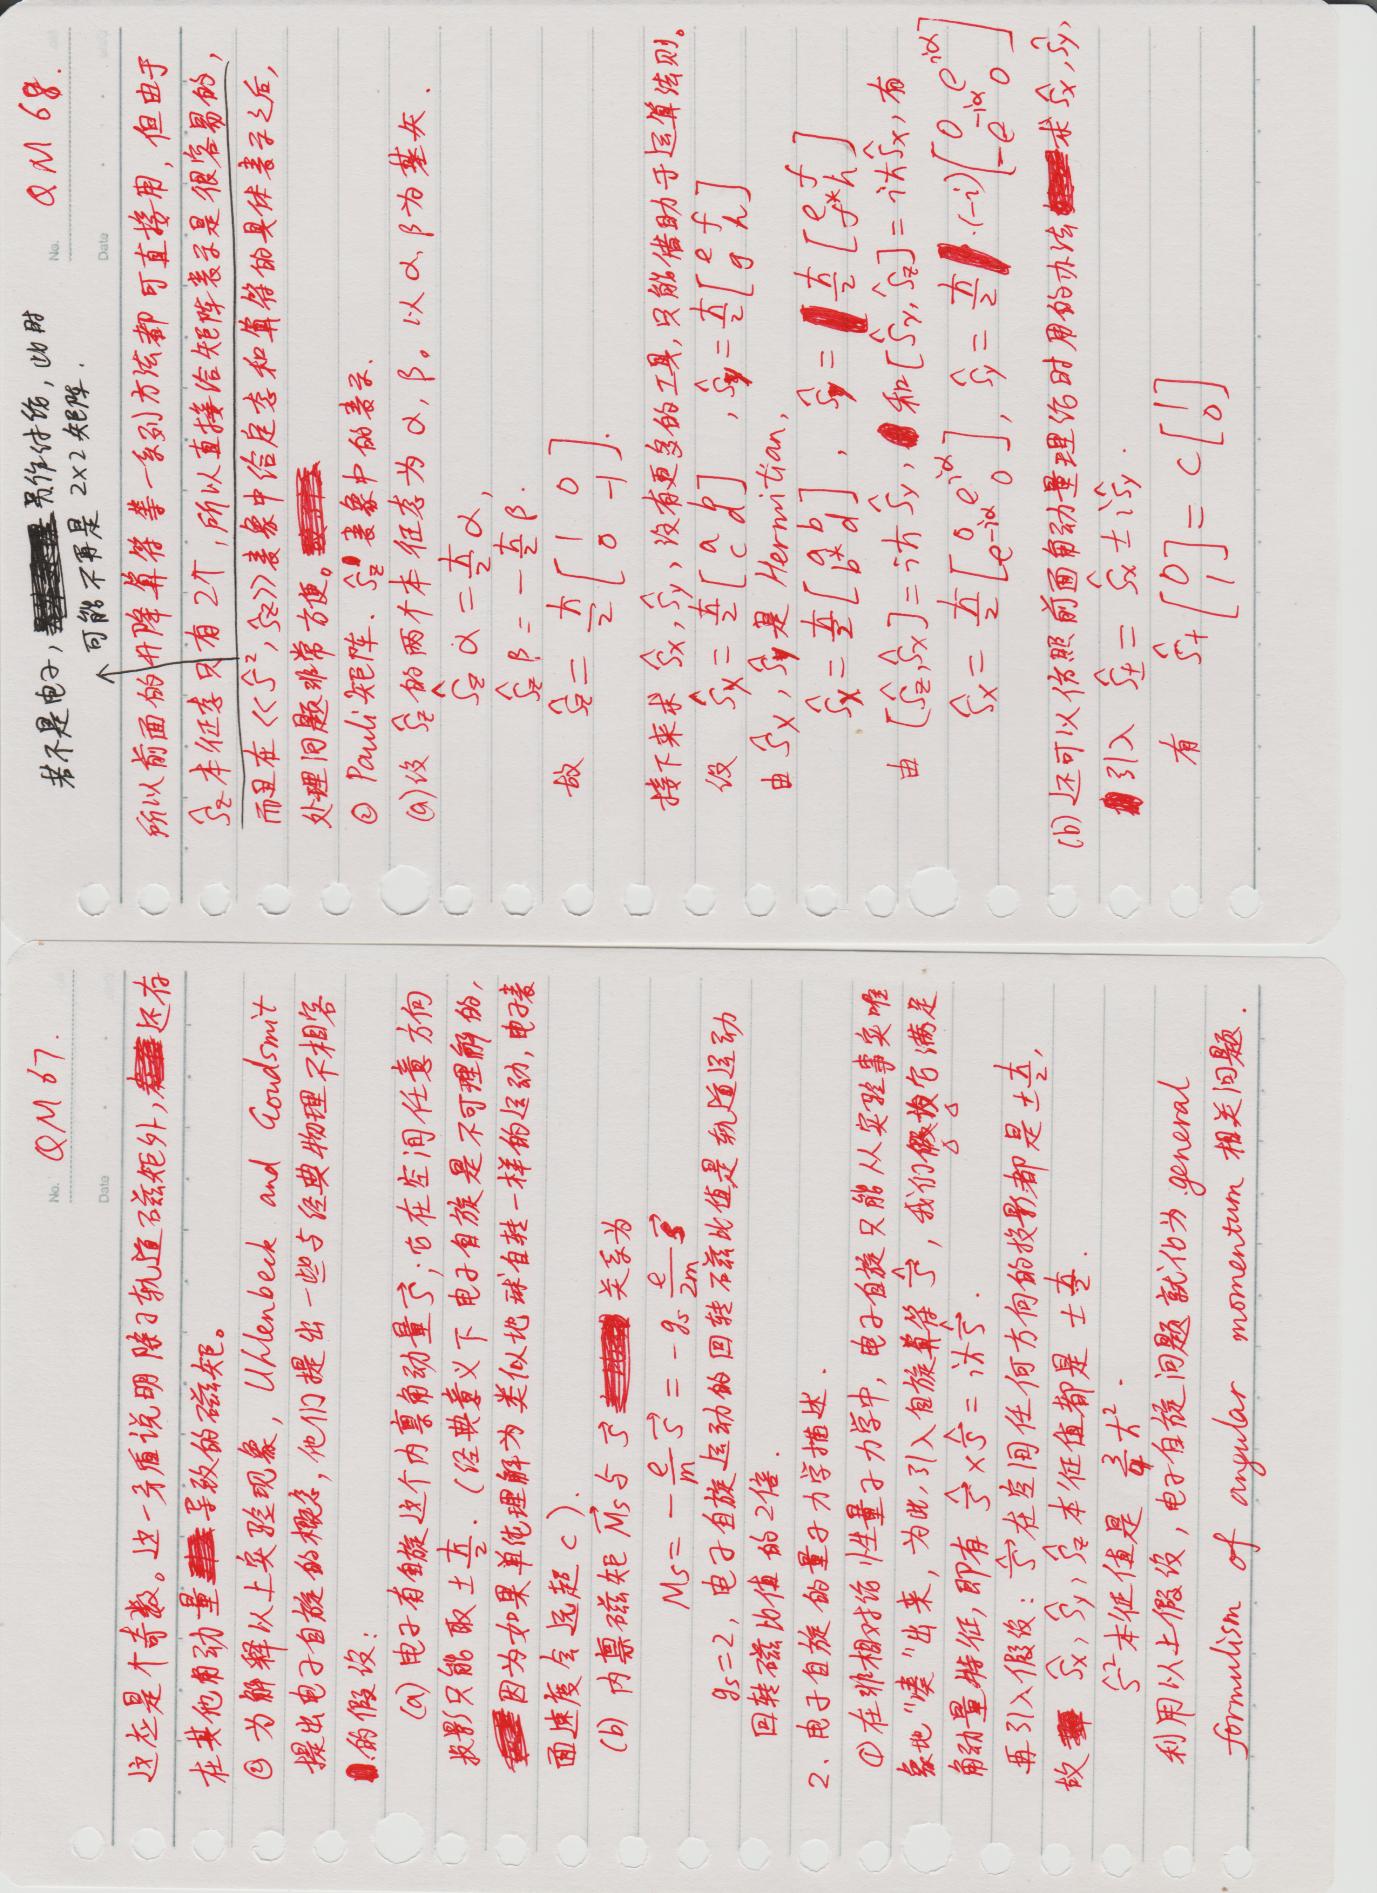 No. QM 67.
Date
这应是个奇数。这一矛盾说明除了轨道磁矩外，还存
在其他角动量导致的磁矩。
② 为解释以上实验现象，Uhlenbeck and Goudsmit
提出电子自旋的概念，他们提出一些与经典物理不相容
的假设：
(a) 电子有自旋这个内禀角动量 $\vec{S}$；它在空间任意方向
投影只能取 ±ħ/2.（经典意义下电子自旋是不可理解的，
因为如果单纯理解为类似地球自转一样的运动，电子表
面速度会远超 c）.
(b) 内禀磁矩 $\vec{M}_s$ 与 $\vec{S}$ 关系为
$M_s = -\frac{e}{m}\vec{S} = -g_s\frac{e}{2m}\vec{S}$
$g_s$=2，电子自旋运动的回转磁比值是轨道运动
回转磁比值的2倍.
2. 电子自旋的量子力学描述.
① 在非相对论性量子力学中，电子自旋只能从实验事实唯
象地“凑”出来，为此，引入自旋算符 $\hat{\vec{S}}$，我们假设它满足
角动量特征，即有 $\hat{\vec{S}}\times\hat{\vec{S}} = i\hbar\hat{\vec{S}}$.
再引入假设：$\hat{\vec{S}}$ 在空间任何方向的投影都是 ±ħ/2,
故 $\hat{S}_x, \hat{S}_y, \hat{S}_z$ 本征值都是 ±ħ/2.
$\hat{S}^2$ 本征值是 $\frac{3}{4}\hbar^2$.
利用以上假设，电子自旋问题就化为 general
formulism of angular momentum 相关问题.
若不是电子，另作讨论，此时
可能不再是 2×2 矩阵.
No. QM 68.
Date
所以前面的升降算符等一系列方法都可直接用，但由于
$\hat{S}_z$ 本征态只有2个，所以直接给矩阵表示是很容易的，
而且在 《$\hat{S}^2, \hat{S}_z$》表象中给定态和算符的具体表示之后，
处理问题非常方便。
② Pauli矩阵. $\hat{S}_z$ 表象中的表示.
(a) 设 $\hat{S}_z$ 的两个本征态为 α, β。以 α, β 为基矢.
$\hat{S}_z α = \frac{\hbar}{2} α,$
$\hat{S}_z β = -\frac{\hbar}{2} β.$
故 $\hat{S}_z = \frac{\hbar}{2}\begin{bmatrix} 1 & 0 \\ 0 & -1 \end{bmatrix}.$
接下来求 $\hat{S}_x, \hat{S}_y$，没有更多的工具，只能借助于运算法则。
设 $\hat{S}_x = \frac{\hbar}{2}\begin{bmatrix} a & b \\ c & d \end{bmatrix}$, $\hat{S}_y = \frac{\hbar}{2}\begin{bmatrix} e & f \\ g & h \end{bmatrix}$
由 $\hat{S}_x, \hat{S}_y$ 是 Hermitian,
$\hat{S}_x = \frac{\hbar}{2}\begin{bmatrix} a & b \\ b^* & d \end{bmatrix}$, $\hat{S}_y = \frac{\hbar}{2}\begin{bmatrix} e & f \\ f^* & h \end{bmatrix}$
由 $[\hat{S}_z, \hat{S}_x] = i\hbar\hat{S}_y$, 和 $[\hat{S}_y, \hat{S}_z] = i\hbar\hat{S}_x$, 有
$\hat{S}_x = \frac{\hbar}{2}\begin{bmatrix} 0 & e^{iα} \\ e^{-iα} & 0 \end{bmatrix}$, $\hat{S}_y = \frac{\hbar}{2}\cdot(-i)\begin{bmatrix} 0 & e^{iα} \\ -e^{-iα} & 0 \end{bmatrix}$
(b) 还可以仿照前面角动量理论时用的办法求 $\hat{S}_x, \hat{S}_y$,
引入 $\hat{S}_\pm = \hat{S}_x \pm i\hat{S}_y$.
有 $\hat{S}_+\begin{bmatrix} 0 \\ 1 \end{bmatrix} = c\begin{bmatrix} 1 \\ 0 \end{bmatrix}$